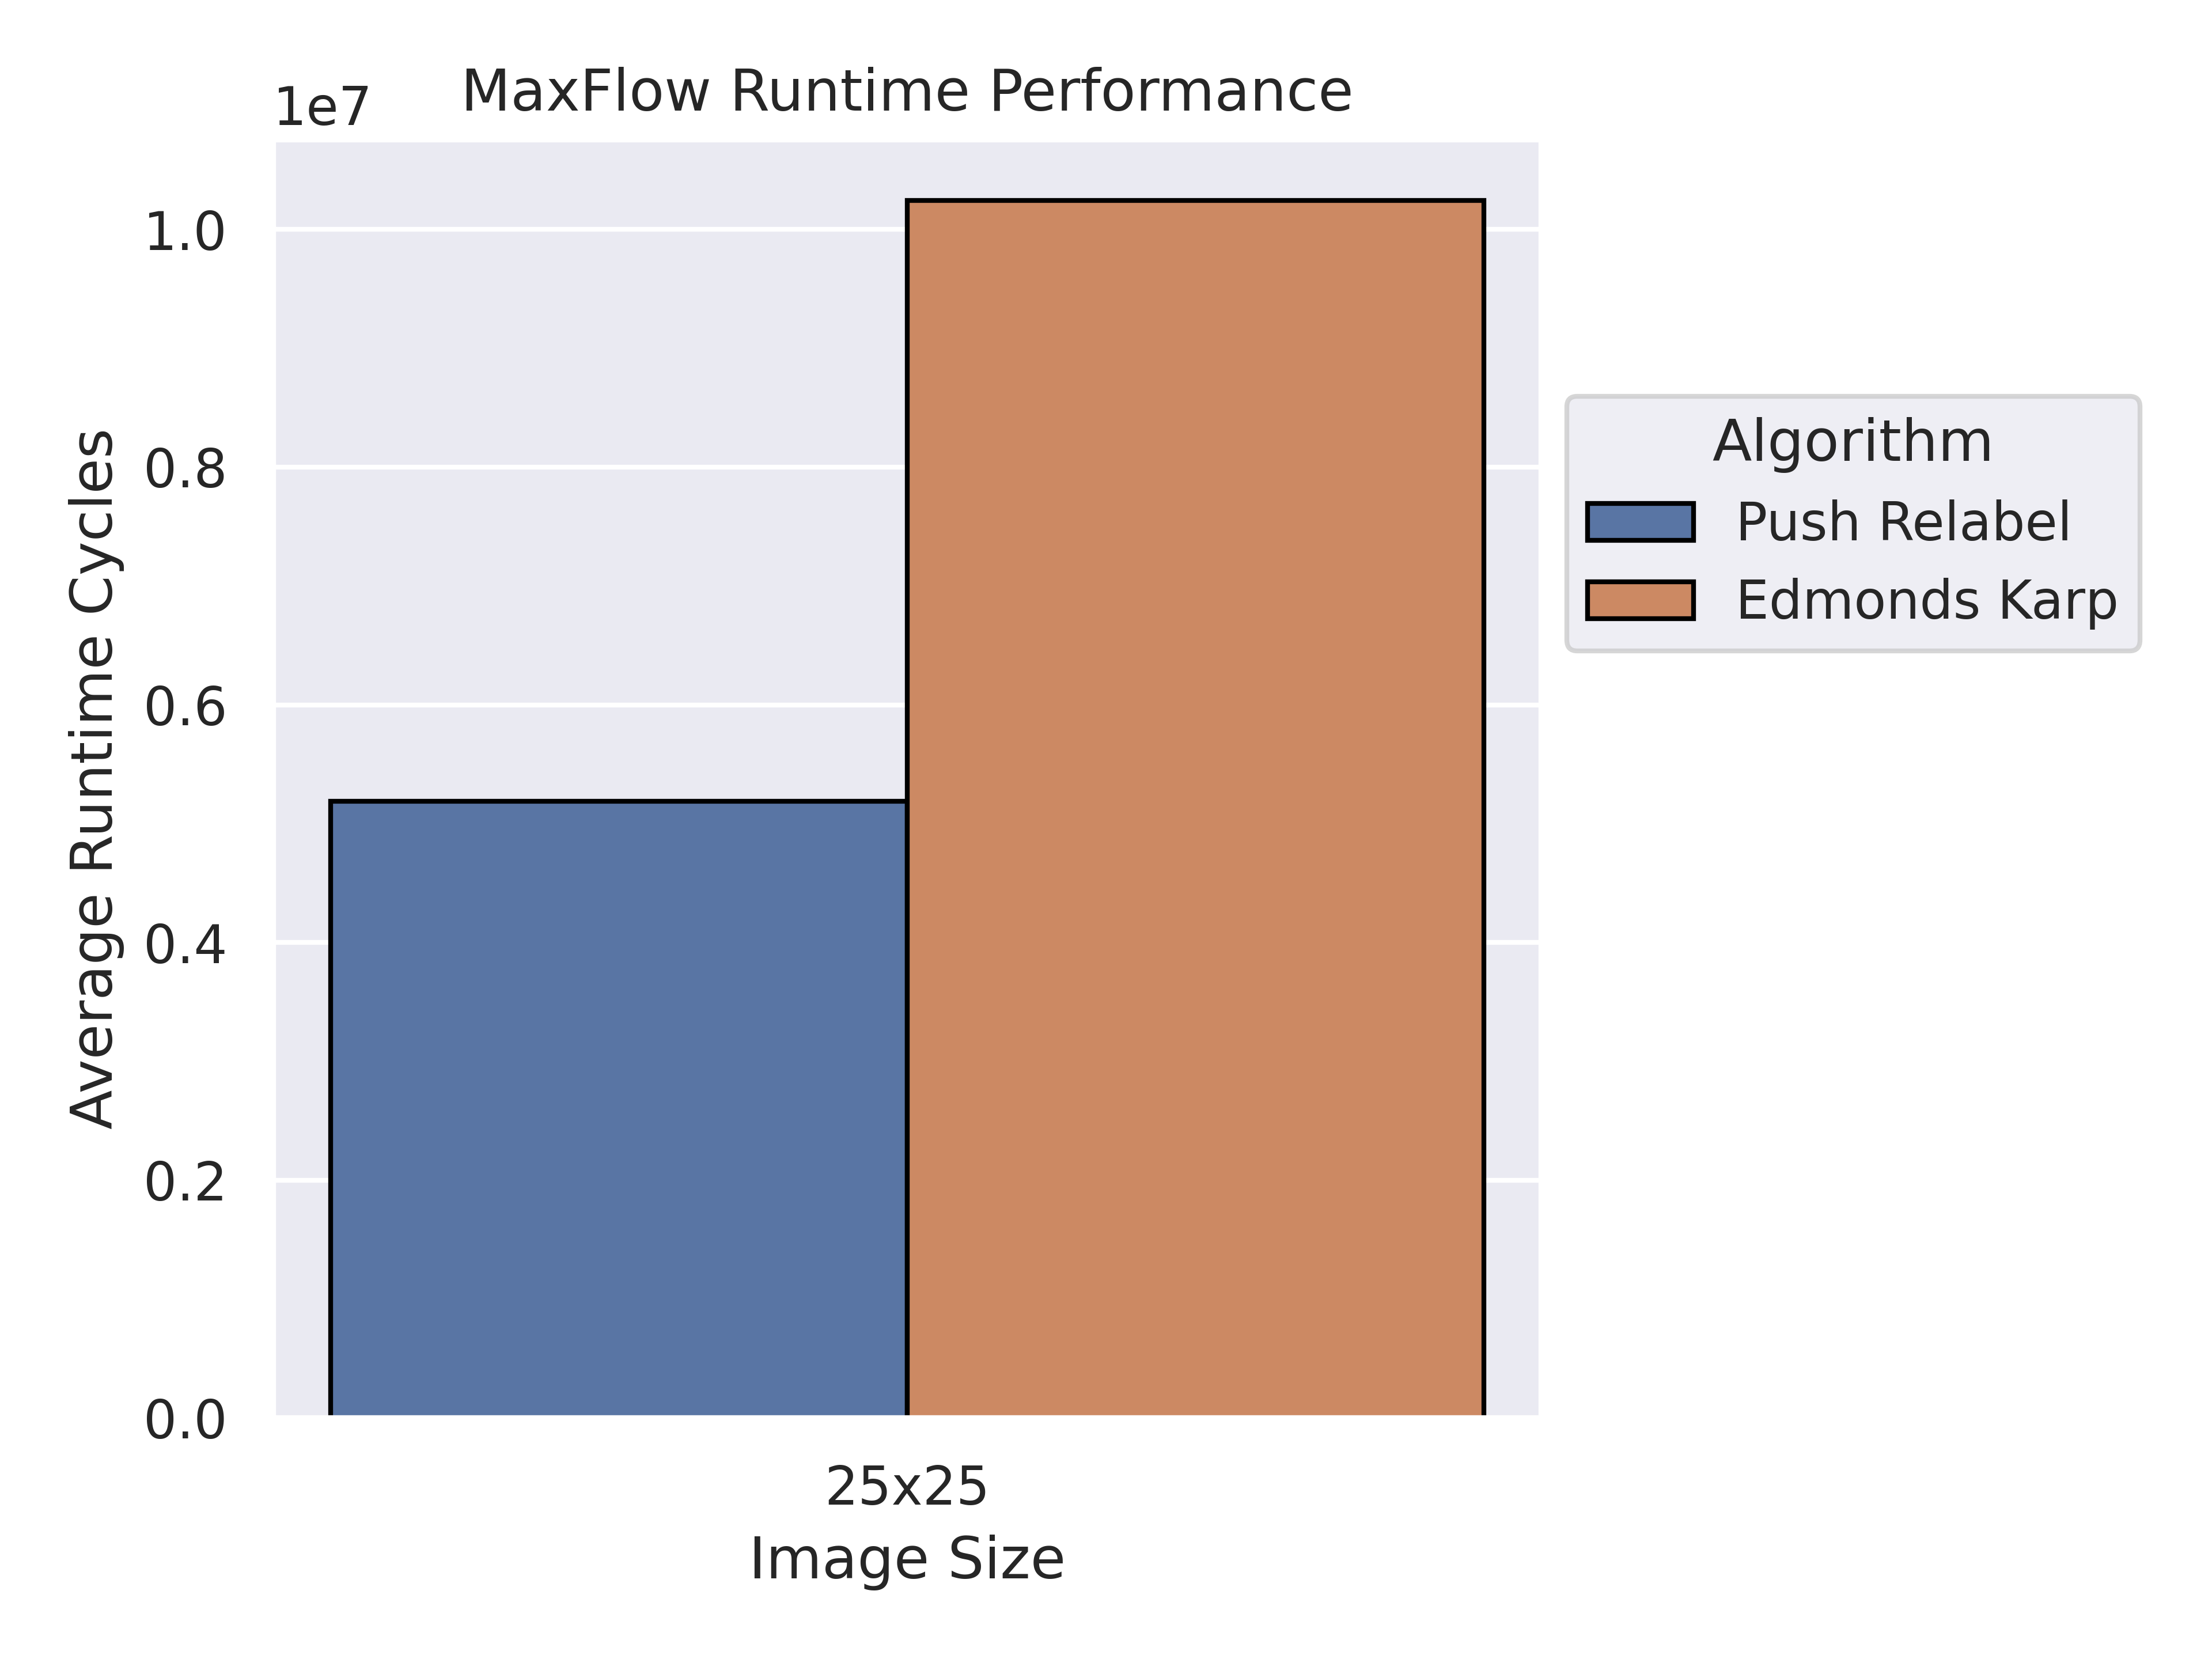 MaxFlow Runtime Performance
1e7
1.0
0.8
0.6
0.4
0.2
0.0
Average Runtime Cycles
25x25
Image Size
Algorithm
Push Relabel
Edmonds Karp